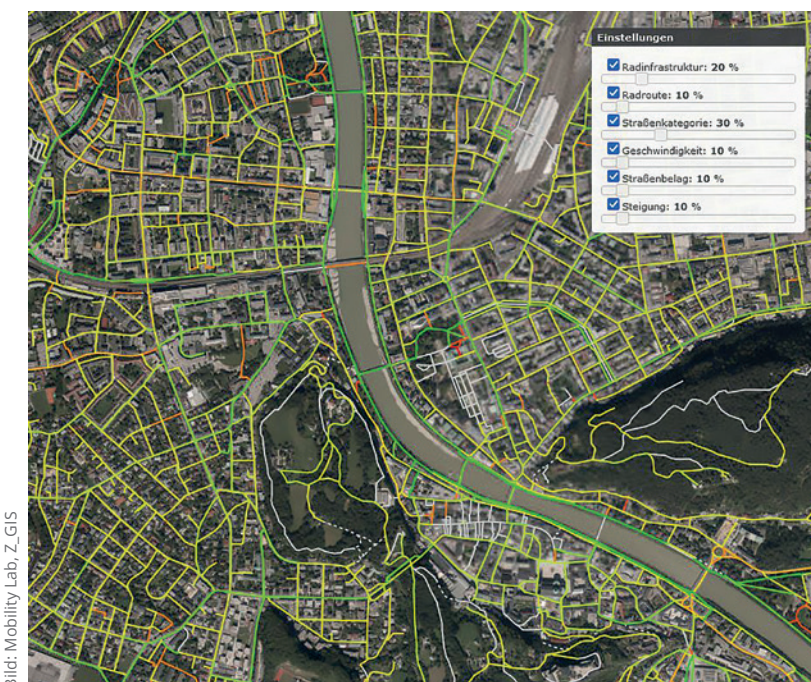 Einstellungen
Radinfrastruktur: 20 %
Radroute: 10 %
Straßenkategorie: 30 %
Geschwindigkeit: 10 %
Straßenbelag: 10 %
Steigung: 10 %
Bild: Mobility Lab, Z_GIS